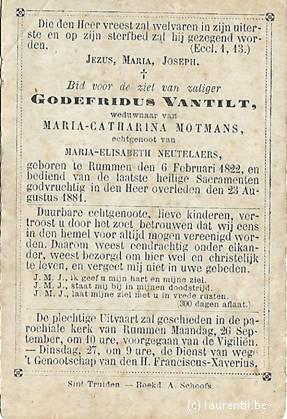 Die den Heer vreest zal welvaren in zijn uiter-
ste en op zijn sterfbed zal hij gezegend wor-
den. (Eccl. 1, 13.)
JEZUS, MARIA, JOSEPH.
†
Bid voor de ziel van zaliger
GODEFRIDUS VANTILT,
weduwnaar van
MARIA-CATHARINA MOTMANS,
echtgenoot van
MARIA-ELISABETH NEUTELAERS,
geboren te Rummen den 6 Februari 1822, en
bediend van de laatste heilige Sacramenten
godvruchtig in den Heer overleden den 23
Augustus 1881.
Duurbare echtgenoote, lieve kinderen, ver-
troost u door het zoet betrouwen dat wij eens
in den hemel voor altijd mogen vereenigd wor-
den. Daarom weest eendrachtig onder elkan-
der, weest bezorgd om hier wel en christelijk
te leven, en vergeet mij niet in uwe gebeden.
J. M. J., ik geef u mijn hart en mijne ziel.
J. M. J., staat mij bij in mijnen doodstrijd.
J. M. J., laat mijne ziel met u in vrede rusten.
(300 dagen aflaat.)
De plechtige Uitvaart zal geschieden in de pa-
rochiale kerk van Rummen Maandag, 26 Sep-
tember, om 10 ure, voorgegaan van de Vigiliën.
— Dinsdag, 27, om 9 ure, de Dienst van wege
't Genootschap van den H. Franciscus-Xaverius.
Sint Truiden. — Boekd. A. Schoofs.
(c) laurentii.be